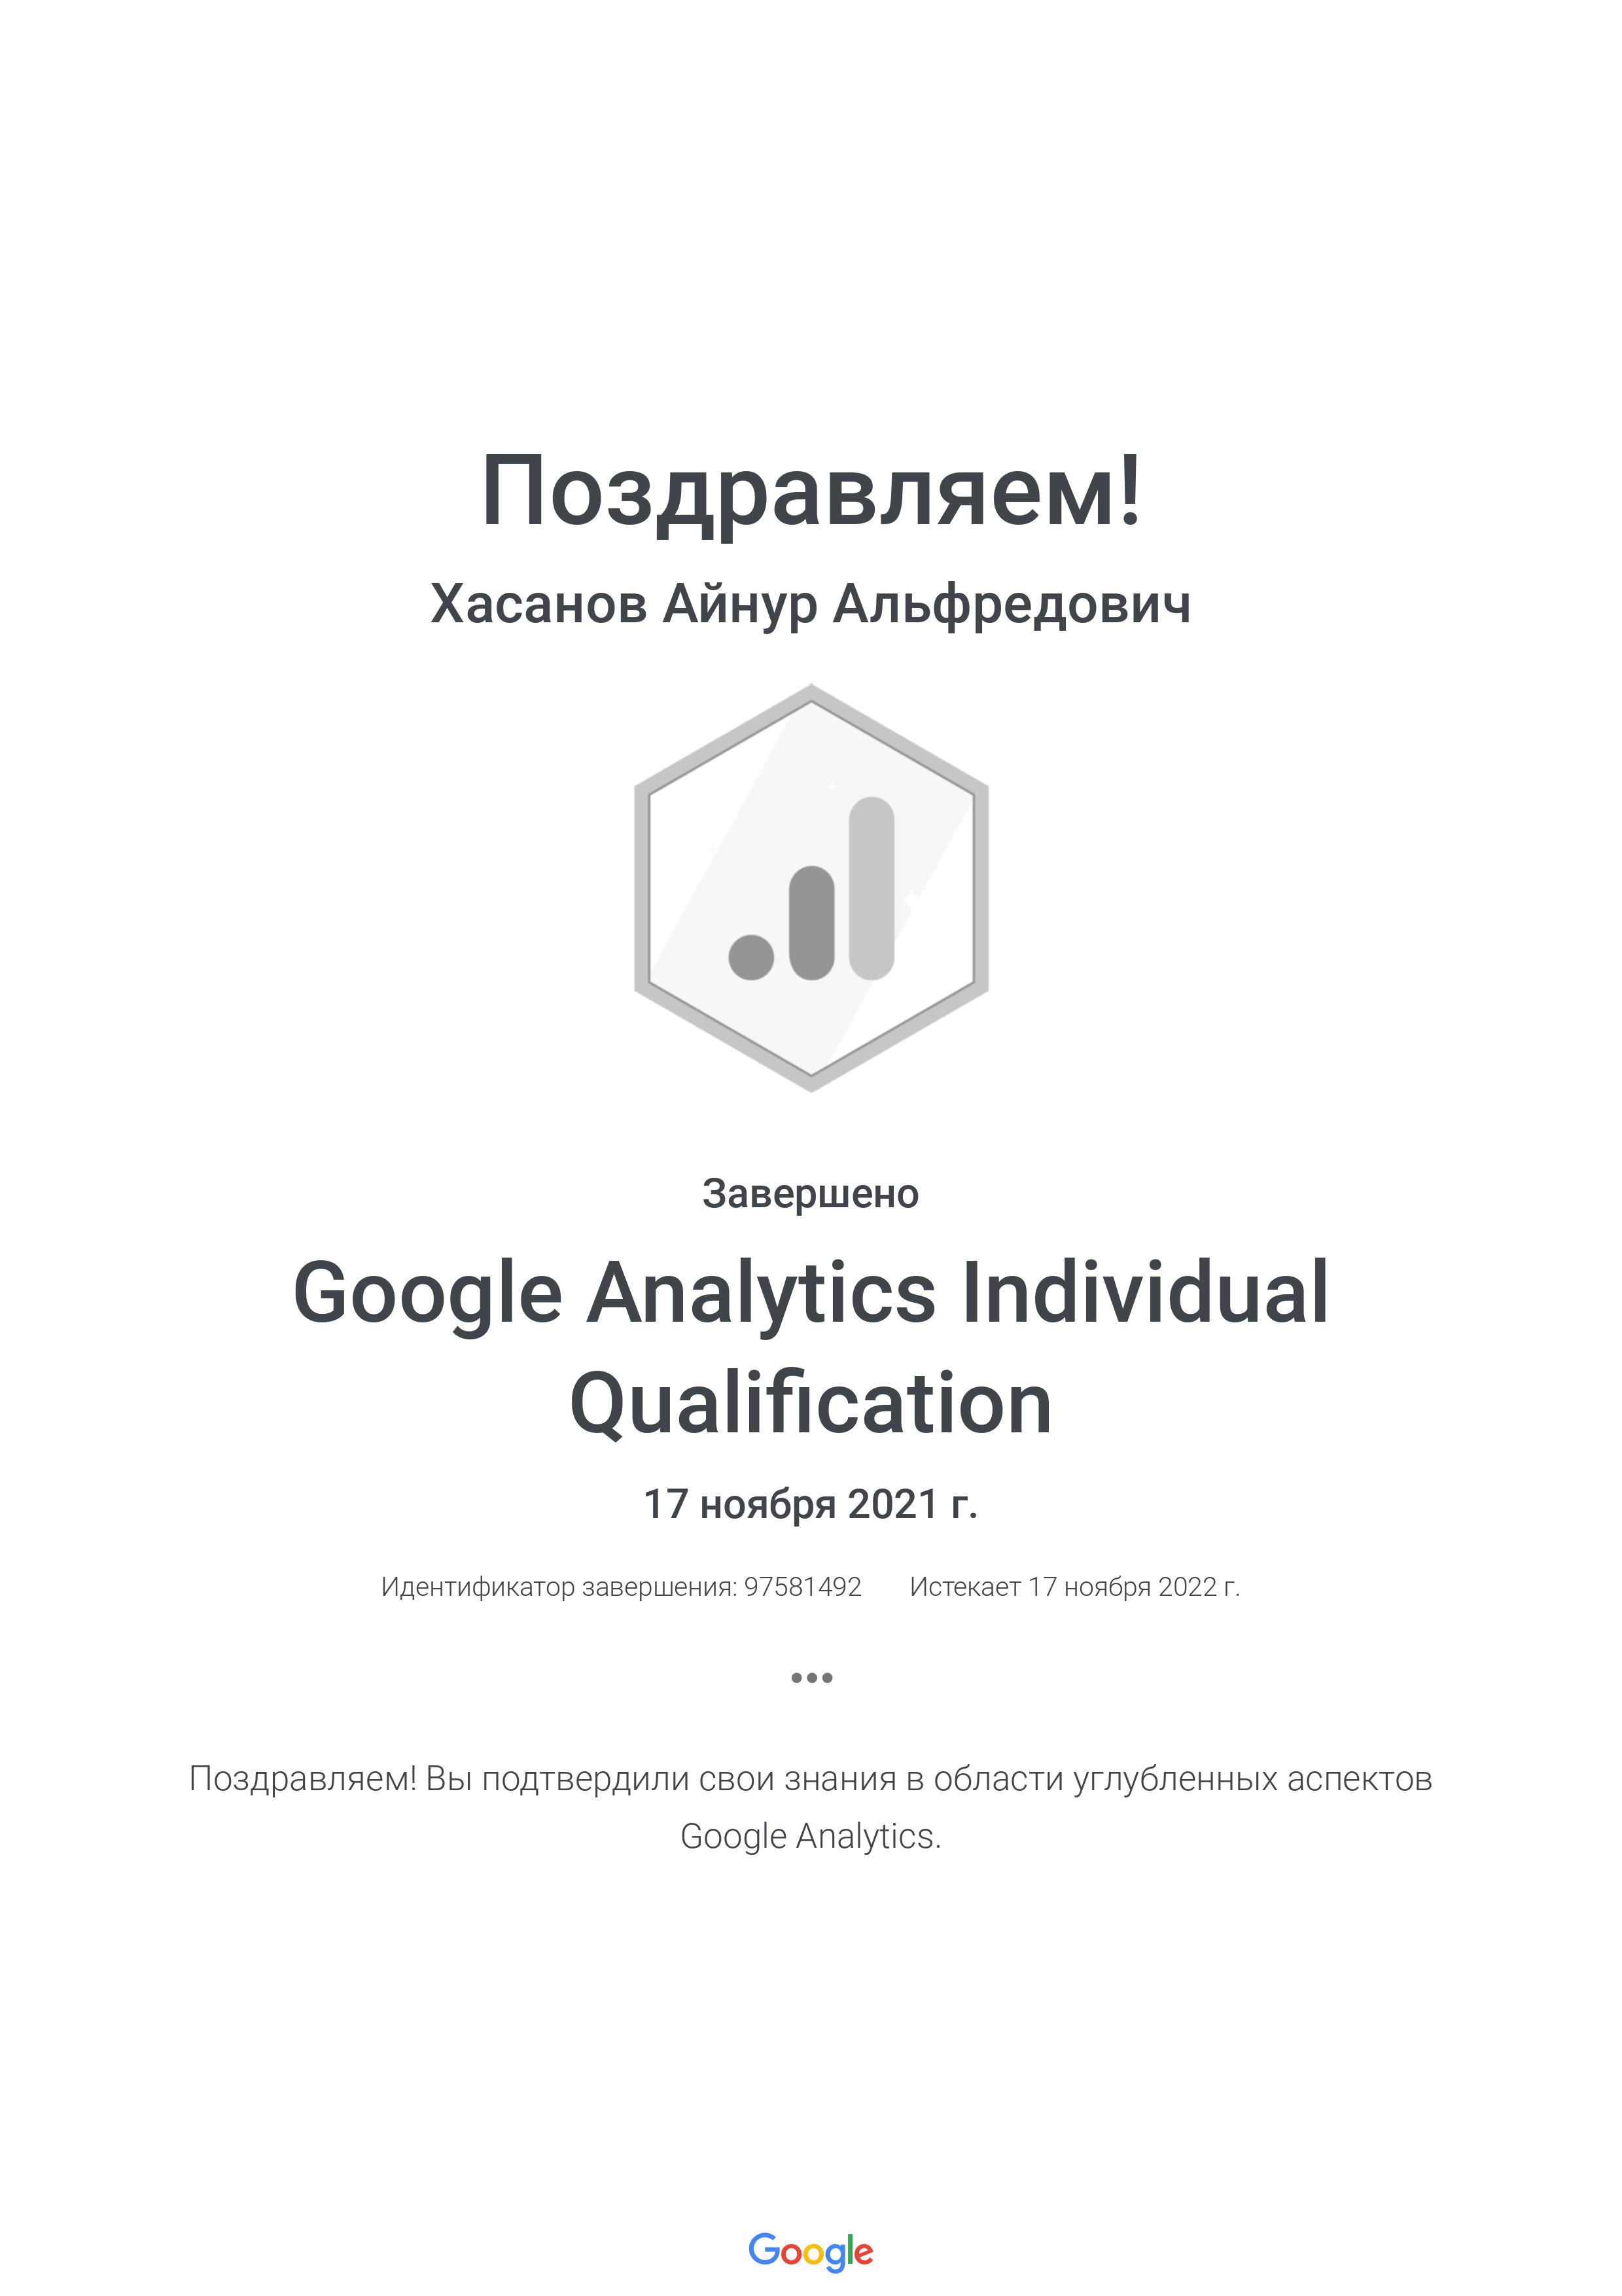 Поздравляем!
Хасанов Айнур Альфредович
Завершено
Google Analytics Individual
Qualification
17 ноября 2021 г.
Идентификатор завершения: 97581492 Истекает 17 ноября 2022 г.
Поздравляем! Вы подтвердили свои знания в области углубленных аспектов
Google Analytics.
Google